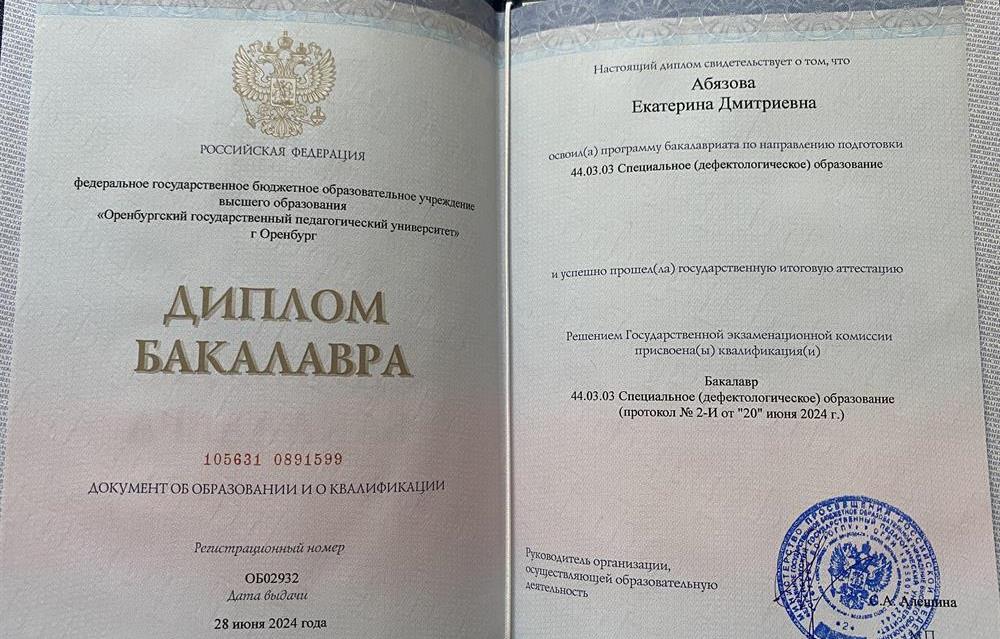 РОССИЙСКАЯ ФЕДЕРАЦИЯ
федеральное государственное бюджетное образовательное учреждение
высшего образования
«Оренбургский государственный педагогический университет»
г Оренбург
ДИПЛОМ
БАКАЛАВРА
105631 0891599
ДОКУМЕНТ ОБ ОБРАЗОВАНИИ И О КВАЛИФИКАЦИИ
Регистрационный номер
ОБ02932
Дата выдачи
28 июня 2024 года
Настоящий диплом свидетельствует о том, что
Абязова
Екатерина Дмитриевна
освоил(а) программу бакалавриата по направлению подготовки
44.03.03 Специальное (дефектологическое) образование
и успешно прошел(ла) государственную итоговую аттестацию
Решением Государственной экзаменационной комиссии
присвоена(ы) квалификация(и)
Бакалавр
44.03.03 Специальное (дефектологическое) образование
(протокол № 2-И от "20" июня 2024 г.)
Руководитель организации,
осуществляющей образовательную
деятельность
С.А. Алешина